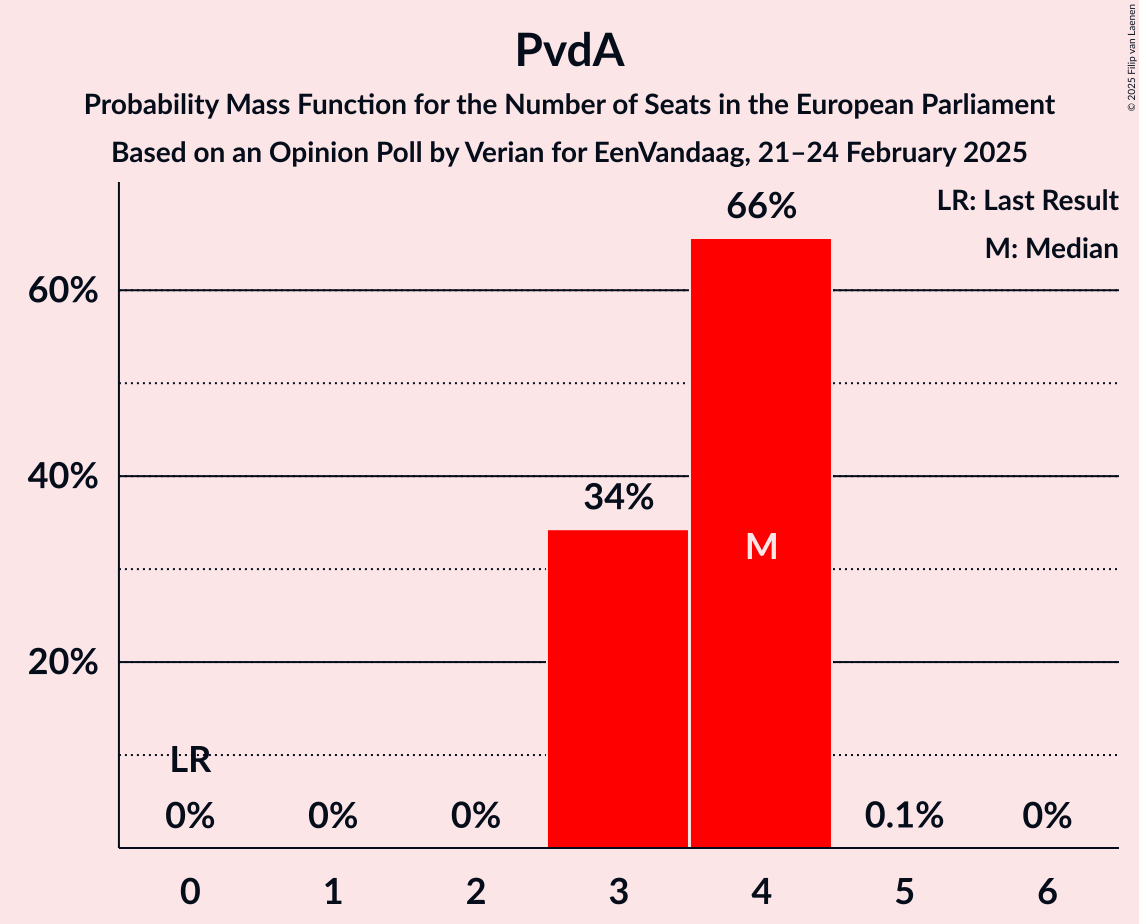 PvdA
Probability Mass Function for the Number of Seats in the European Parliament
Based on an Opinion Poll by Verian for EenVandaag, 21–24 February 2025
© 2025 Filip van Laenen
LR: Last Result
M: Median
66%
60%
40%
34%
M
20%
LR
0%
0%
0%
0.1%
0%
0
1
2
3
4
5
6